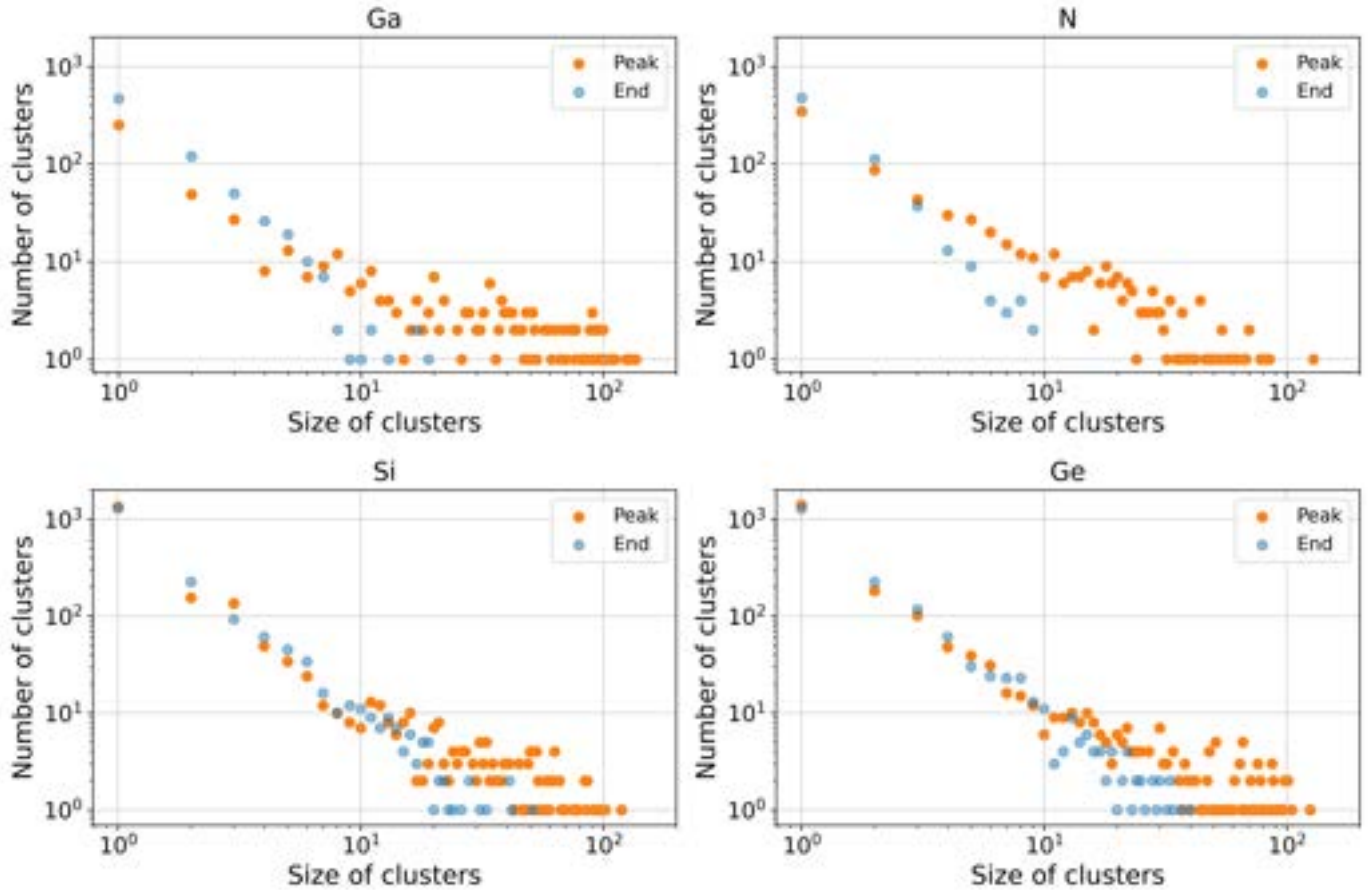 Ga
Number of clusters
10³
10²
10¹
10⁰
Peak
End
10⁰
10¹
10²
Size of clusters
N
Number of clusters
10³
10²
10¹
10⁰
Peak
End
10⁰
10¹
10²
Size of clusters
Si
Number of clusters
10³
10²
10¹
10⁰
Peak
End
10⁰
10¹
10²
Size of clusters
Ge
Number of clusters
10³
10²
10¹
10⁰
Peak
End
10⁰
10¹
10²
Size of clusters